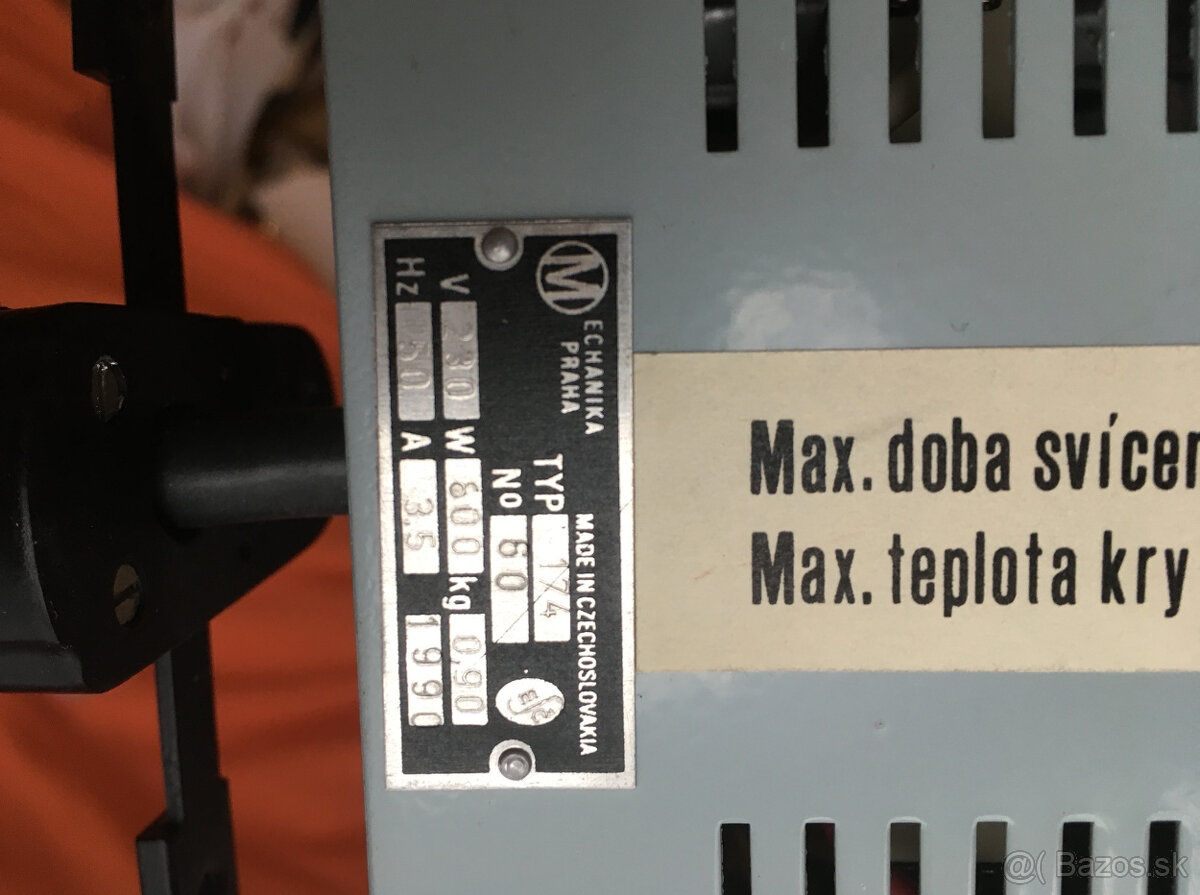 MECHANIKA
PRAHA
MADE IN CZECHOSLOVAKIA
TYP 174
No 60
V 230 W 800 kg 0,90
Hz 50 A 3,5 1990
Max. doba svícen
Max. teplota kry
@( Bazos.sk